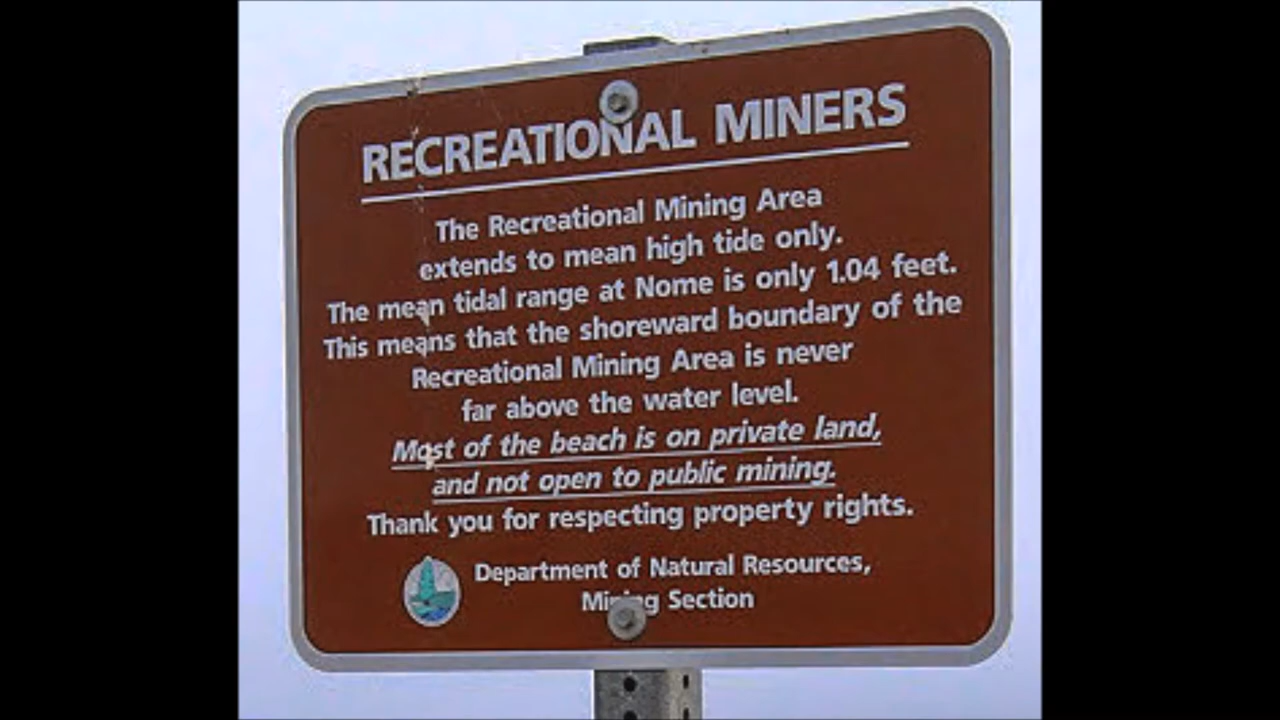 RECREATIONAL MINERS
The Recreational Mining Area
extends to mean high tide only.
The mean tidal range at Nome is only 1.04 feet.
This means that the shoreward boundary of the
Recreational Mining Area is never
far above the water level.
Most of the beach is on private land,
and not open to public mining.
Thank you for respecting property rights.
Department of Natural Resources,
Mining Section